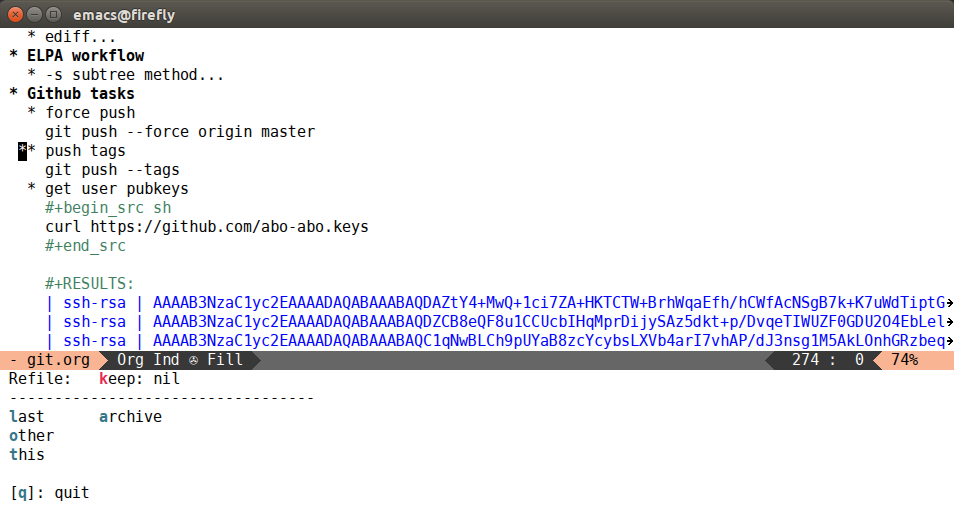 emacs@firefly
* ediff...
* ELPA workflow
* -s subtree method...
* Github tasks
* force push
git push --force origin master
** push tags
git push --tags
* get user pubkeys
#+begin_src sh
curl https://github.com/abo-abo.keys
#+end_src
#+RESULTS:
| ssh-rsa | AAAAB3NzaC1yc2EAAAADAQABAAABAQDAZtY4+MwQ+1ci7ZA+HKTCTW+BrhWqaEfh/hCWfAcNSgB7k+K7uWdTiptG
| ssh-rsa | AAAAB3NzaC1yc2EAAAADAQABAAABAQDZCB8eQF8u1CCUcbIHqMprDijySAz5dkt+p/DvqeTIWUZF0GDU2O4EbLel
| ssh-rsa | AAAAB3NzaC1yc2EAAAADAQABAAABAQC1qNwBLCh9pUYaB8zcYcybsLXVb4arI7vhAP/dJ3nsg1M5AkLOnhGRzbeq
- git.org Org Ind ✇ Fill 274 : 0 74%
Refile: keep: nil
----------------------------------
last archive
other
this
[q]: quit